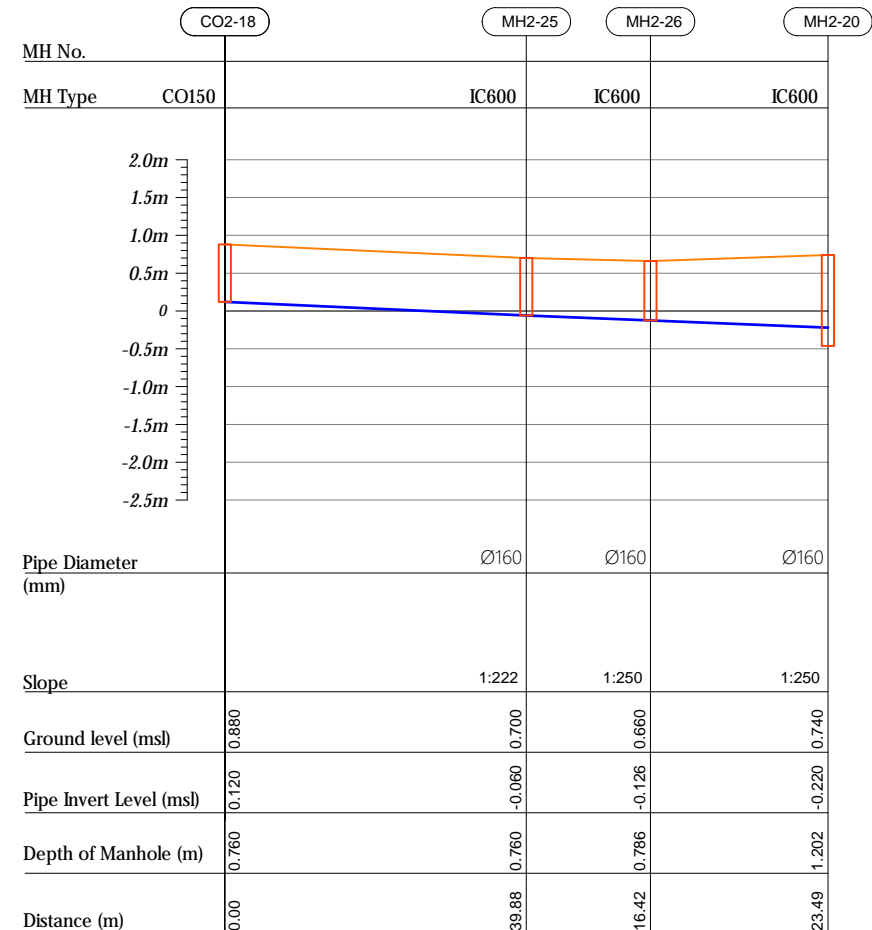 CO2-18 MH2-25 MH2-26 MH2-20
MH No.
MH Type CO150 IC600 IC600 IC600
2.0m
1.5m
1.0m
0.5m
0
-0.5m
-1.0m
-1.5m
-2.0m
-2.5m
Pipe Diameter
(mm)
Ø160 Ø160 Ø160
Slope 1:222 1:250 1:250
Ground level (msl) 0.880 0.700 0.660 0.740
Pipe Invert Level (msl) 0.120 -0.060 -0.126 -0.220
Depth of Manhole (m) 0.760 0.760 0.786 1.202
Distance (m) 0.00 39.88 16.42 23.49